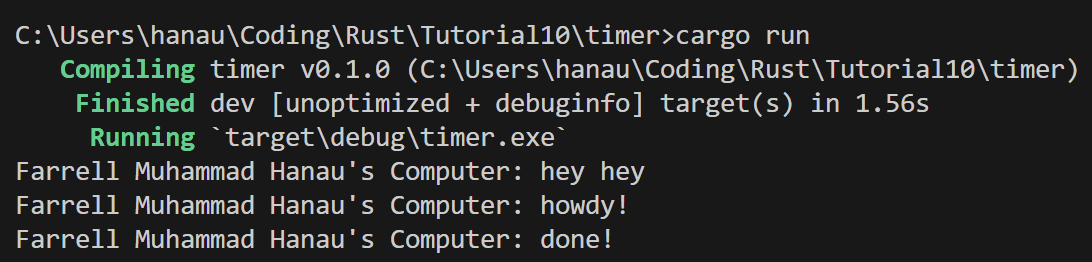 C:\Users\hanau\Coding\Rust\Tutorial10\timer>cargo run
Compiling timer v0.1.0 (C:\Users\hanau\Coding\Rust\Tutorial10\timer)
Finished dev [unoptimized + debuginfo] target(s) in 1.56s
Running `target\debug\timer.exe`
Farrell Muhammad Hanau's Computer: hey hey
Farrell Muhammad Hanau's Computer: howdy!
Farrell Muhammad Hanau's Computer: done!